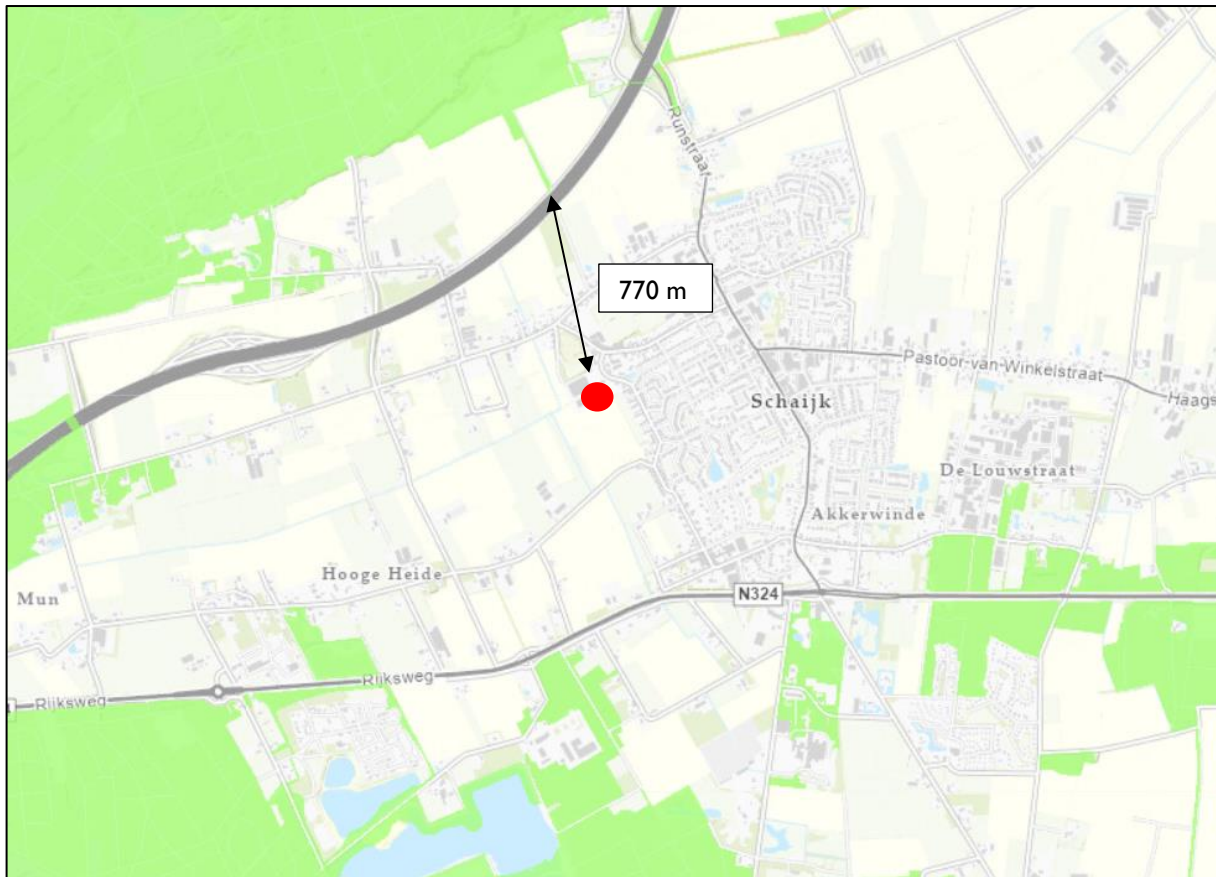 Runstraat
770 m
Pastoor-van-Winkelstraat
Haags
Schaijk
De Louwstraat
Akkerwinde
Hooge Heide
Mun
N324
Rijksweg
Rijksweg